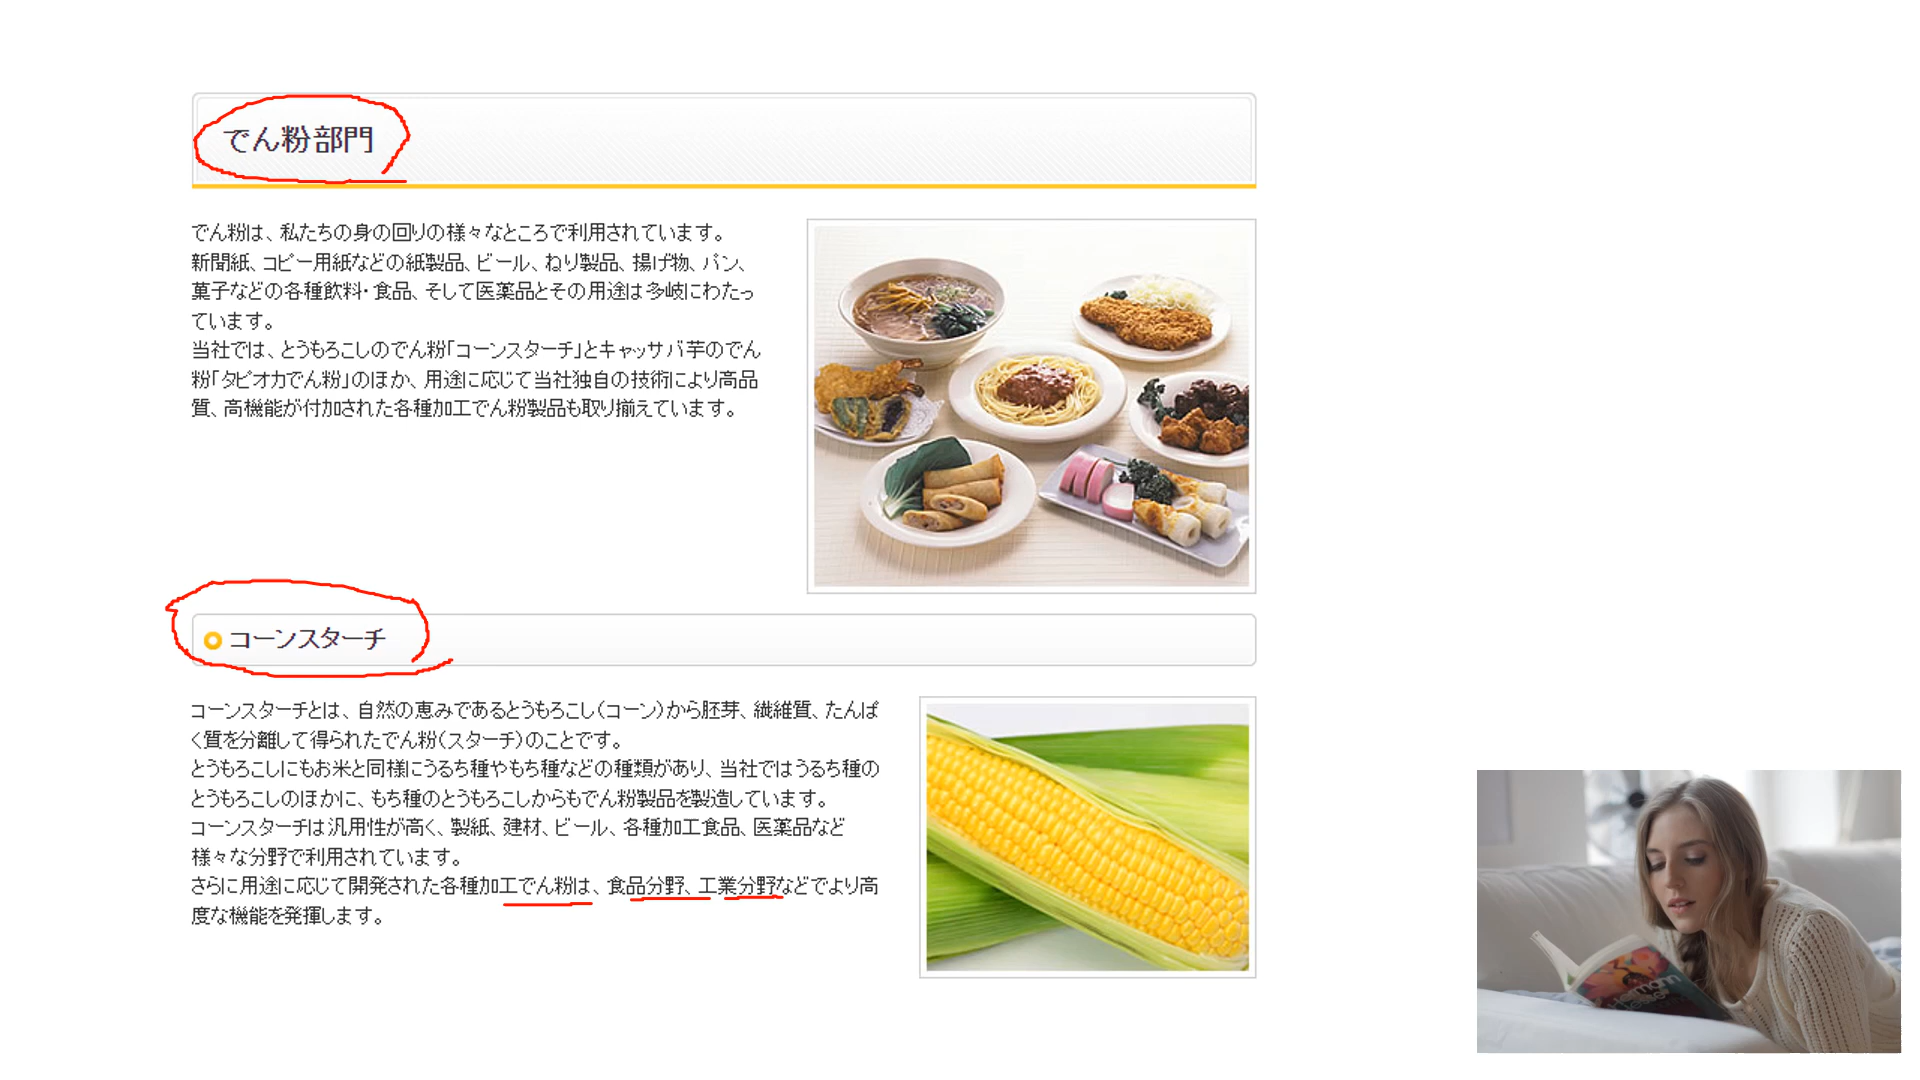 でん粉部門
でん粉は、私たちの身の回りの様々なところで利用されています。
新聞紙、コピー用紙などの紙製品、ビール、ねり製品、揚げ物、パン、
菓子などの各種飲料・食品、そして医薬品とその用途は多岐にわたっ
ています。
当社では、とうもろこしのでん粉「コーンスターチ」とキャッサバ芋のでん
粉「タピオカでん粉」のほか、用途に応じて当社独自の技術により高品
質、高機能が付加された各種加工でん粉製品も取り揃えています。
コーンスターチ
コーンスターチとは、自然の恵みであるとうもろこし（コーン）から胚芽、繊維質、たんぱ
く質を分離して得られたでん粉（スターチ）のことです。
とうもろこしにもお米と同様にうるち種やもち種などの種類があり、当社ではうるち種の
とうもろこしのほかに、もち種のとうもろこしからもでん粉製品を製造しています。
コーンスターチは汎用性が高く、製紙、建材、ビール、各種加工食品、医薬品など
様々な分野で利用されています。
さらに用途に応じて開発された各種加工でん粉は、食品分野、工業分野などでより高
度な機能を発揮します。
Hermann
Hesse